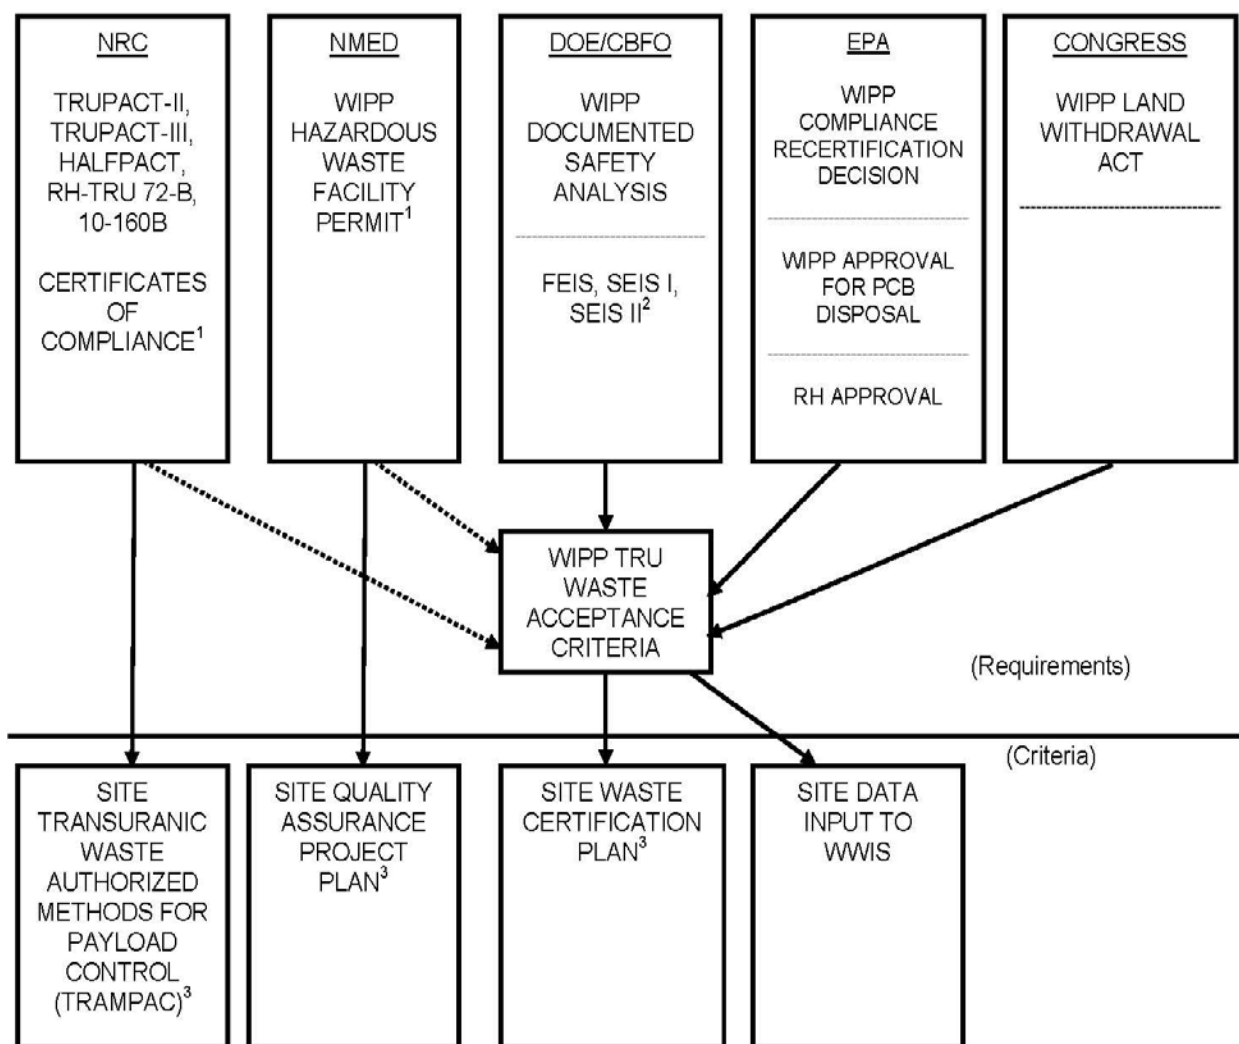 NRC
TRUPACT-II,
TRUPACT-III,
HALFPACT,
RH-TRU 72-B,
10-160B
CERTIFICATES
OF
COMPLIANCE¹
NMED
WIPP
HAZARDOUS
WASTE
FACILITY
PERMIT¹
DOE/CBFO
WIPP
DOCUMENTED
SAFETY
ANALYSIS
FEIS, SEIS I,
SEIS II²
EPA
WIPP
COMPLIANCE
RECERTIFICATION
DECISION
WIPP APPROVAL
FOR PCB
DISPOSAL
RH APPROVAL
CONGRESS
WIPP LAND
WITHDRAWAL
ACT
WIPP TRU
WASTE
ACCEPTANCE
CRITERIA
(Requirements)
(Criteria)
SITE
TRANSURANIC
WASTE
AUTHORIZED
METHODS FOR
PAYLOAD
CONTROL
(TRAMPAC)³
SITE QUALITY
ASSURANCE
PROJECT
PLAN³
SITE WASTE
CERTIFICATION
PLAN³
SITE DATA
INPUT TO
WWIS